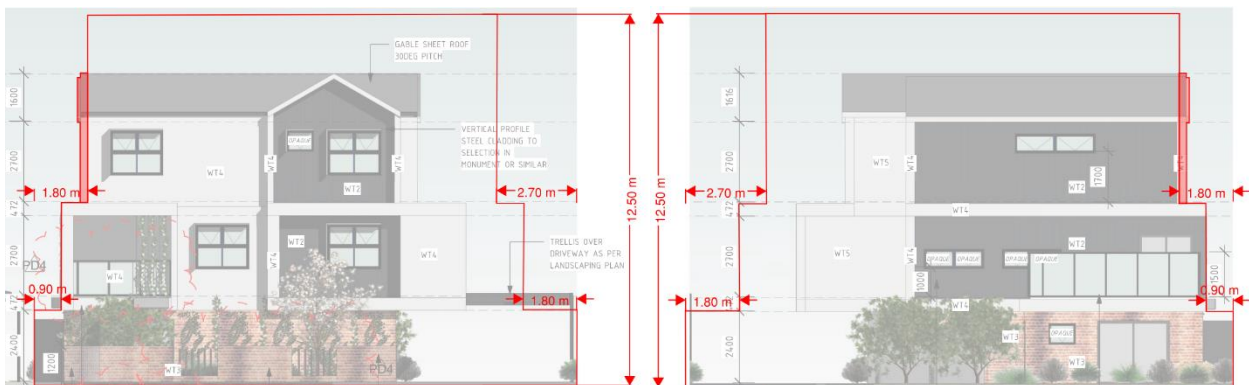 GABLE SHEET ROOF
30DEG PITCH
VERTICAL PROFILE
STEEL CLADDING TO
SELECTION IN
MONUMENT OR SIMILAR
TRELLIS OVER
DRIVEWAY AS PER
LANDSCAPING PLAN
1600
2700
472
2700
472
2400
1200
1.80 m
0.90 m
2.70 m
1.80 m
12.50 m
OPAQUE
WT4
WT4
WT4
WT2
WT2
WT4
WT4
WT4
WT3
PD4
PD4
12.50 m
1616
2700
472
2700
472
2400
2.70 m
1.80 m
1.80 m
0.90 m
WT5
WT4
WT4
WT2
1700
WT4
WT5
WT4
WT2
OPAQUE
OPAQUE
OPAQUE
1000
1500
WT4
WT3
OPAQUE
WT3